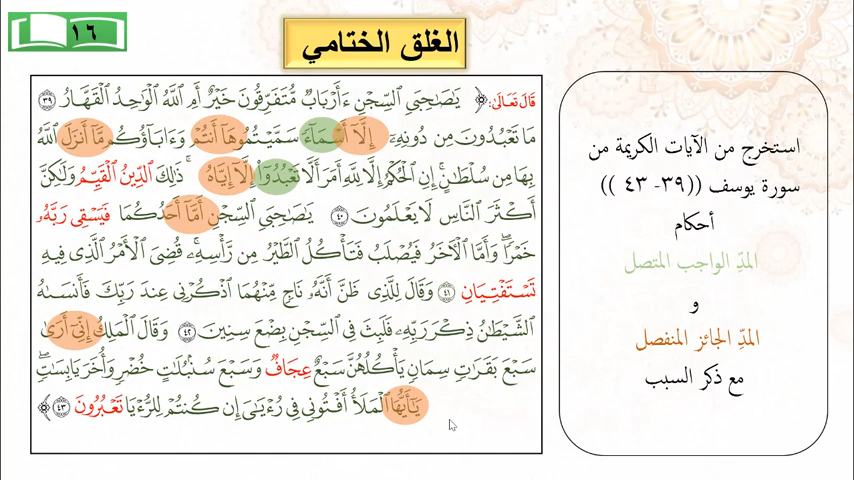 ١٦
الغلق الختامي
قَالَ تَعَالَى: ﴿ يَٰصَٰحِبَيِ ٱلسِّجْنِ ءَأَرْبَابٌ مُّتَفَرِّقُونَ خَيْرٌ أَمِ ٱللَّهُ ٱلْوَٰحِدُ ٱلْقَهَّارُ ٣٩
مَا تَعْبُدُونَ مِن دُونِهِۦٓ إِلَّآ أَسْمَآءً سَمَّيْتُمُوهَآ أَنتُمْ وَءَابَآؤُكُم مَّآ أَنزَلَ ٱللَّهُ
بِهَا مِن سُلْطَٰنٍ ۚ إِنِ ٱلْحُكْمُ إِلَّا لِلَّهِ أَمَرَ أَلَّا تَعْبُدُوٓا۟ إِلَّآ إِيَّاهُ ۚ ذَٰلِكَ ٱلدِّينُ ٱلْقَيِّمُ وَلَٰكِنَّ
أَكْثَرَ ٱلنَّاسِ لَا يَعْلَمُونَ ٤٠ يَٰصَٰحِبَيِ ٱلسِّجْنِ أَمَّآ أَحَدُكُمَا فَيَسْقِى رَبَّهُۥ
خَمْرًا ۖ وَأَمَّا ٱلْـَٔاخَرُ فَيُصْلَبُ فَتَأْكُلُ ٱلطَّيْرُ مِن رَّأْسِهِۦ ۚ قُضِىَ ٱلْأَمْرُ ٱلَّذِى فِيهِ
تَسْتَفْتِيَانِ ٤١ وَقَالَ لِلَّذِى ظَنَّ أَنَّهُۥ نَاجٍ مِّنْهُمَا ٱذْكُرْنِى عِندَ رَبِّكَ فَأَنسَىٰهُ
ٱلشَّيْطَٰنُ ذِكْرَ رَبِّهِۦ فَلَبِثَ فِى ٱلسِّجْنِ بِضْعَ سِنِينَ ٤٢ وَقَالَ ٱلْمَلِكُ إِنِّىٓ أَرَىٰ
سَبْعَ بَقَرَٰتٍ سِمَانٍ يَأْكُلُهُنَّ سَبْعٌ عِجَافٌ وَسَبْعَ سُنۢبُلَٰتٍ خُضْرٍ وَأُخَرَ يَابِسَٰتٍ ۖ
يَٰٓأَيُّهَا ٱلْمَلَأُ أَفْتُونِى فِى رُءْيَٰىَ إِن كُنتُمْ لِلرُّءْيَا تَعْبُرُونَ ٤٣ ﴾
استخرج من الآيات الكريمة من
سورة يوسف ((٣٩- ٤٣ ))
أحكام
المدّ الواجب المتصل
و
المدّ الجائز المنفصل
مع ذكر السبب